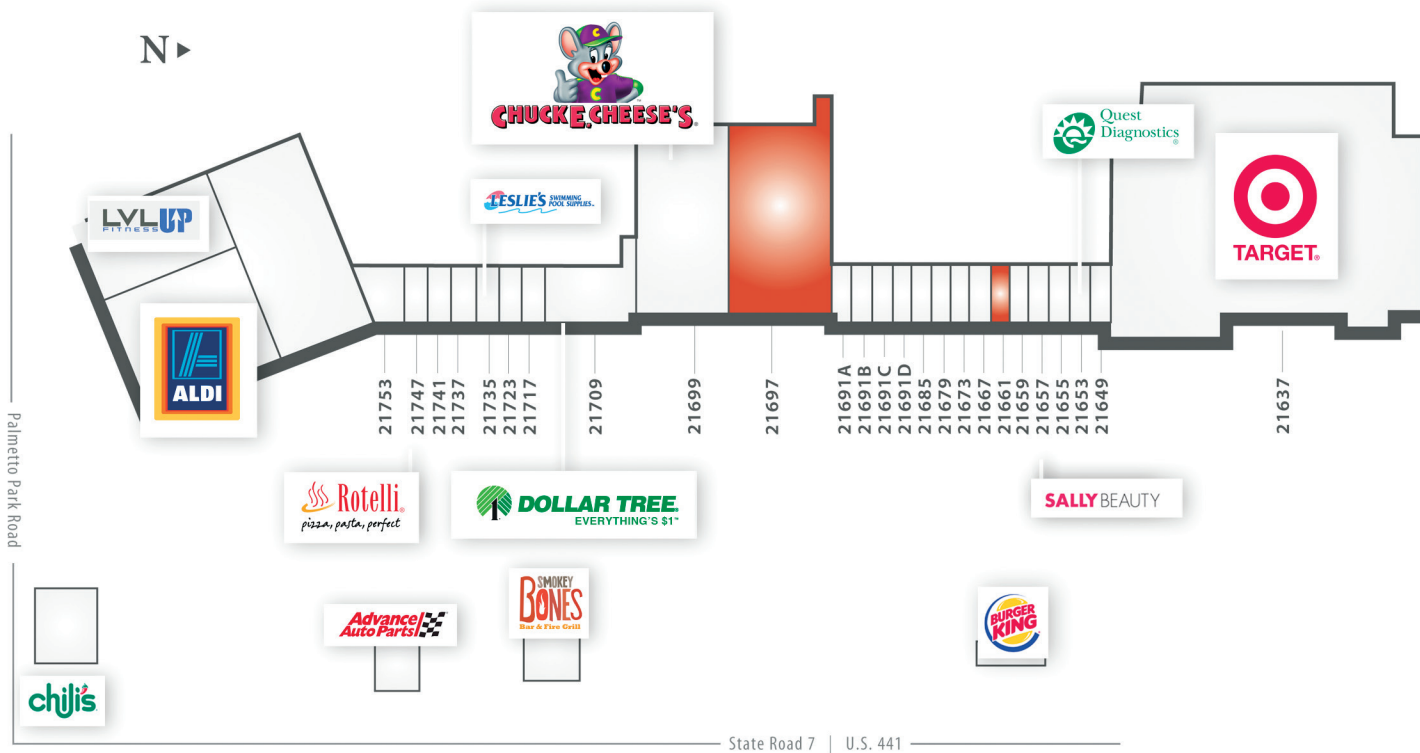 N
CHUCK E. CHEESE'S
Quest
Diagnostics
TARGET
LESLIE'S SWIMMING
POOL SUPPLIES
LVL UP
FITNESS
ALDI
21753
21747
21741
21737
21735
21723
21717
21709
21699
21697
21691A
21691B
21691C
21691D
21685
21679
21673
21667
21661
21659
21657
21655
21653
21649
21637
Palmetto Park Road
Rotelli
pizza, pasta, perfect
1
DOLLAR TREE
EVERYTHING'S $1
SALLY BEAUTY
Advance
Auto Parts
SMOKEY
BONES
Bar & Fire Grill
BURGER
KING
chili's
State Road 7 | U.S. 441